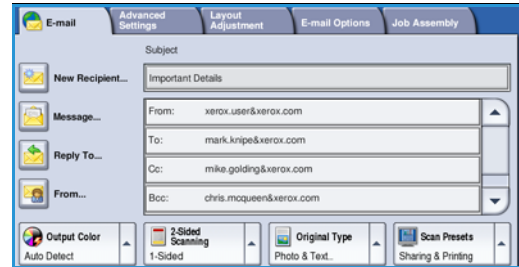 E-mail
Advanced Settings
Layout Adjustment
E-mail Options
Job Assembly
Subject
New Recipient...
Important Details
Message...
From: xerox.user&xerox.com
To: mark.knipe&xerox.com
Reply To...
Cc: mike.golding&xerox.com
From...
Bcc: chris.mcqueen&xerox.com
Output Color
Auto Detect
2-Sided Scanning
1-Sided
Original Type
Photo & Text..
Scan Presets
Sharing & Printing